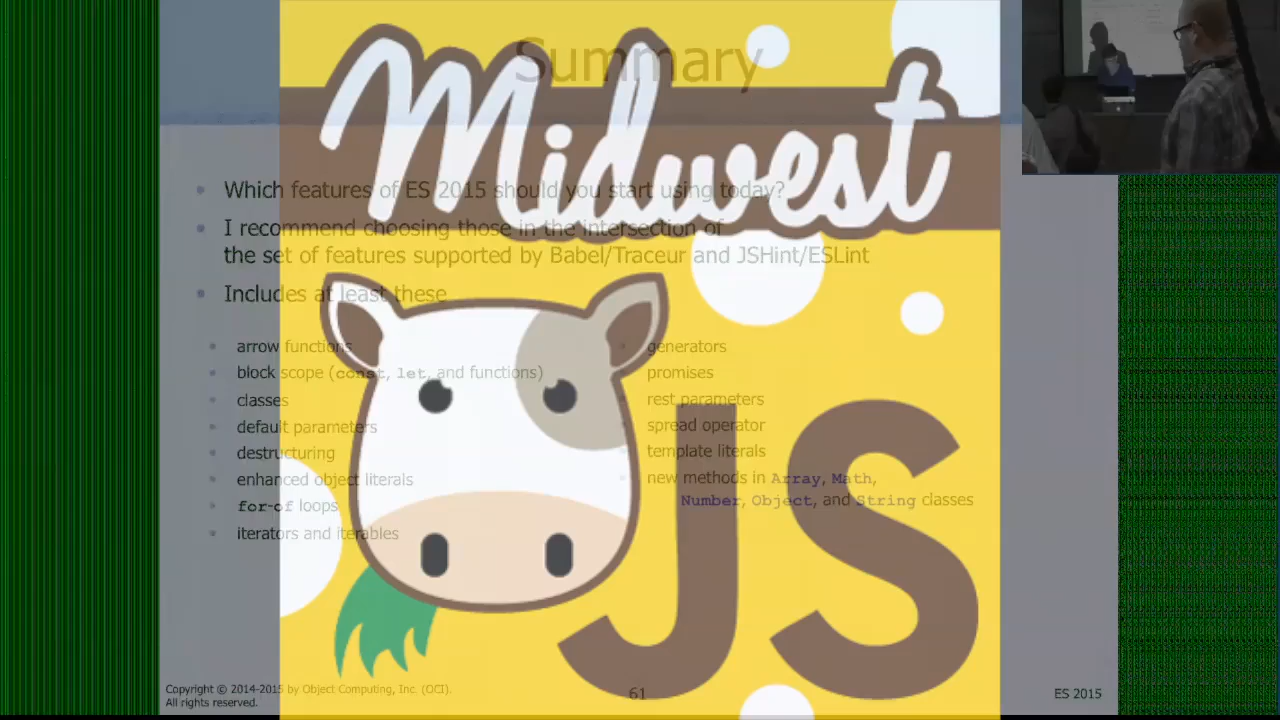 Summary
Midwest
JS
Which features of ES 2015 should you start using today?
I recommend choosing those in the intersection of
the set of features supported by Babel/Traceur and JSHint/ESLint
Includes at least these
arrow functions
block scope (const, let, and functions)
classes
default parameters
destructuring
enhanced object literals
for-of loops
iterators and iterables
generators
promises
rest parameters
spread operator
template literals
new methods in Array, Math,
Number, Object, and String classes
Copyright © 2014-2015 by Object Computing, Inc. (OCI).
All rights reserved.
61
ES 2015